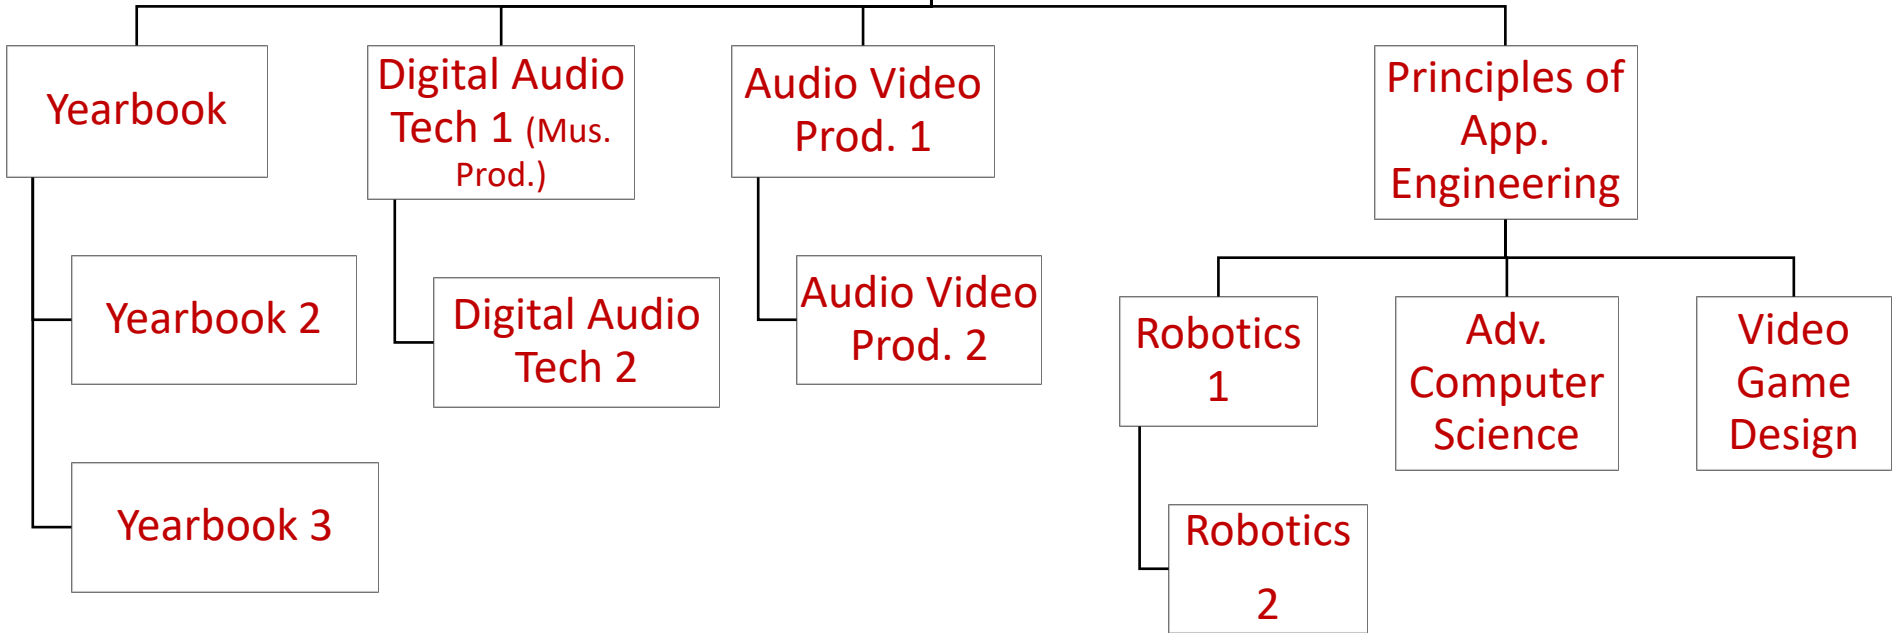 Yearbook
Digital Audio
Tech 1 (Mus.
Prod.)
Audio Video
Prod. 1
Principles of
App.
Engineering
Yearbook 2
Digital Audio
Tech 2
Audio Video
Prod. 2
Robotics
1
Adv.
Computer
Science
Video
Game
Design
Yearbook 3
Robotics
2